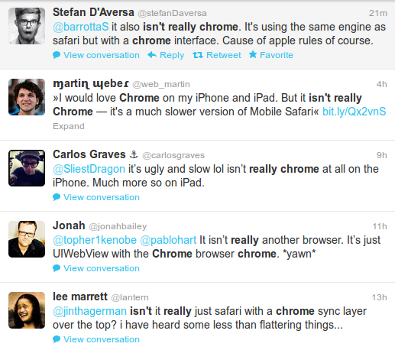 Stefan D'Aversa @stefanDaversa 21m
@barrottaS it also isn't really chrome. It's using the same engine as
safari but with a chrome interface. Cause of apple rules of course.
View conversation Reply Retweet Favorite
ɱартιɳ ɰебеґ @web_martin 4h
»I would love Chrome on my iPhone and iPad. But it isn't really
Chrome — it's a much slower version of Mobile Safari« bit.ly/Qx2vnS
Expand
Carlos Graves ⚓ @carlosgraves 9h
@SliestDragon it's ugly and slow lol isn't really chrome at all on the
iPhone. Much more so on iPad.
View conversation
Jonah @jonahbailey 11h
@topher1kenobe @pablohart It isn't really another browser. It's just
UIWebView with the Chrome browser chrome. *yawn*
View conversation
lee marrett @lantern 13h
@jinthagerman isn't it really just safari with a chrome sync layer
over the top? i have heard some less than flattering things...
View conversation